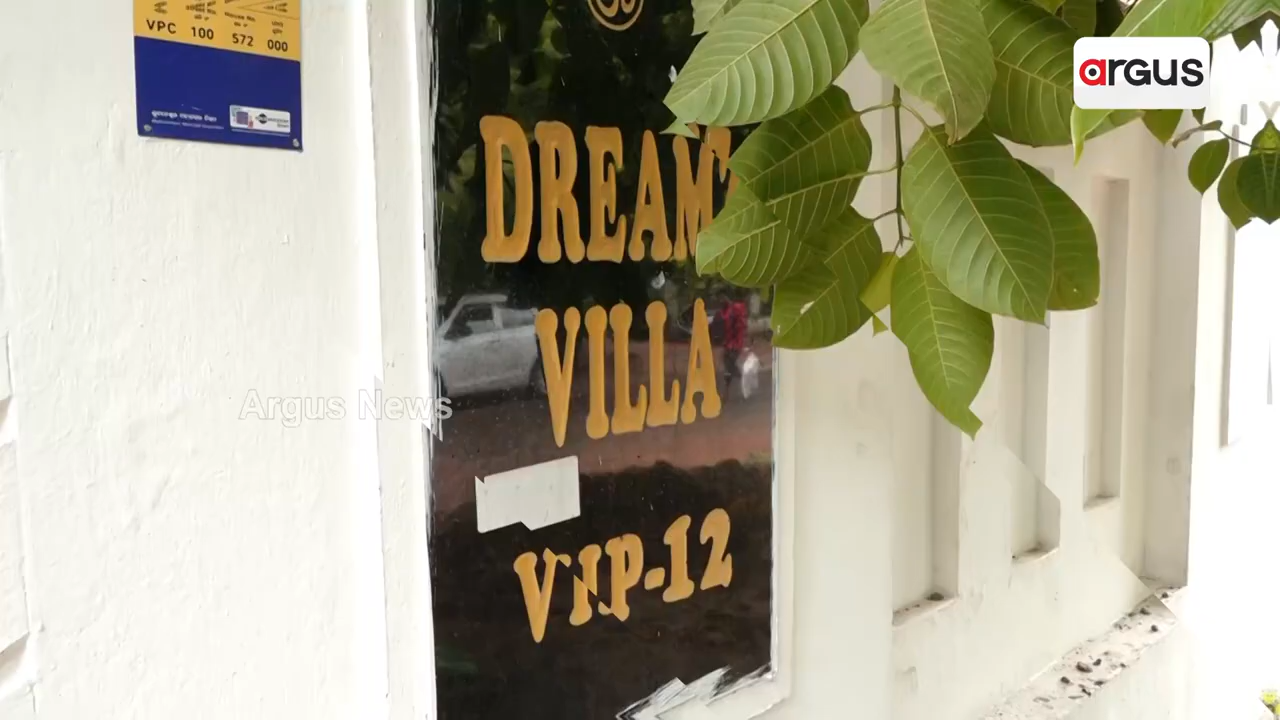 VPC 100 572 000
argus
DREAM'
VILLA
Argus News
VIP-12